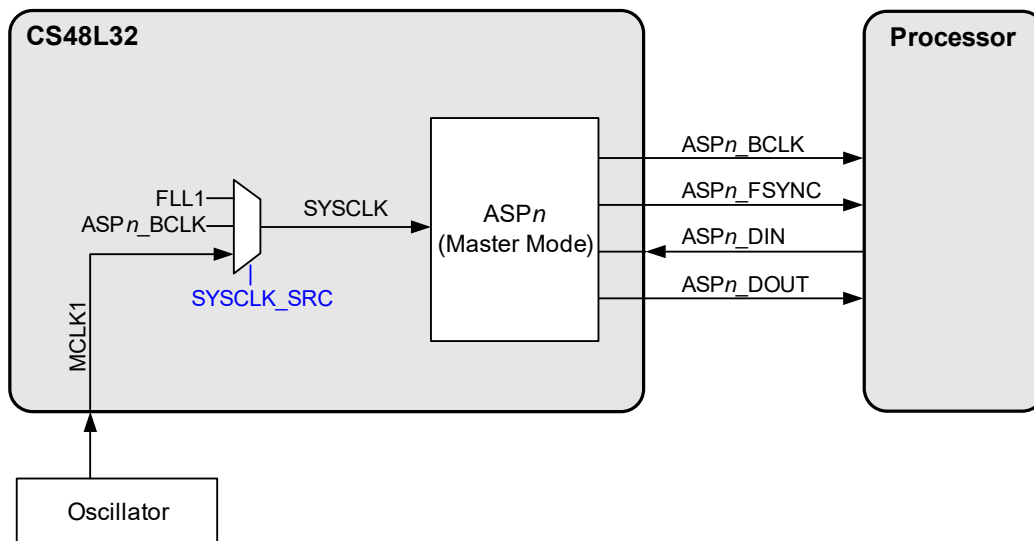 CS48L32
Processor
ASPn_BCLK
FLL1
SYSCLK
ASPn
ASPn_FSYNC
ASPn_BCLK
(Master Mode)
ASPn_DIN
SYSCLK_SRC
ASPn_DOUT
MCLK1
Oscillator